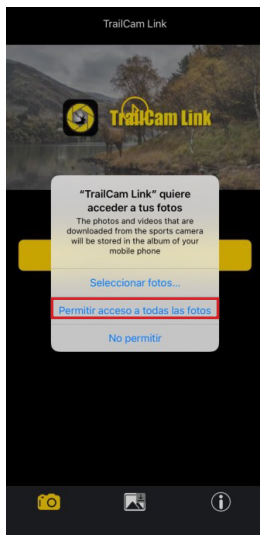 TrailCam Link
TrailCam Link
“TrailCam Link” quiere
acceder a tus fotos
The photos and videos that are
downloaded from the sports camera
will be stored in the album of your
mobile phone
Seleccionar fotos...
Permitir acceso a todas las fotos
No permitir